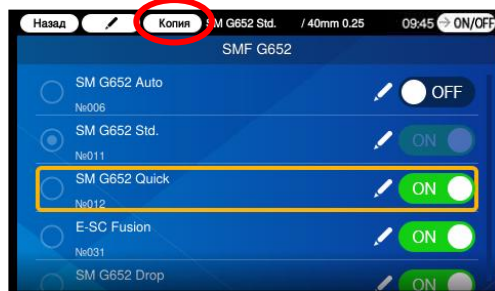 Назад Копия SM G652 Std. / 40mm 0.25 09:45 → ON/OFF
SMF G652
SM G652 Auto OFF
№006
SM G652 Std. ON
№011
SM G652 Quick ON
№012
E-SC Fusion ON
№031
SM G652 Drop ON